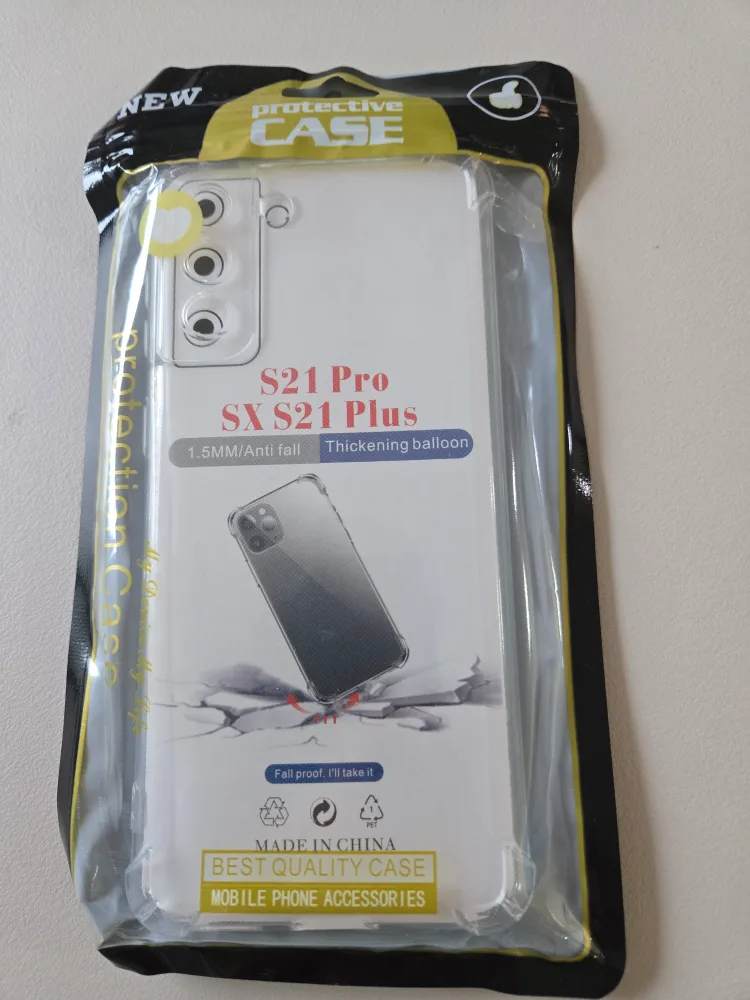 NEW
protective
CASE
S21 Pro
SX S21 Plus
1.5MM/Anti fall
Thickening balloon
protection Case
Fall proof. I'll take it
1
PET
MADE IN CHINA
BEST QUALITY CASE
MOBILE PHONE ACCESSORIES